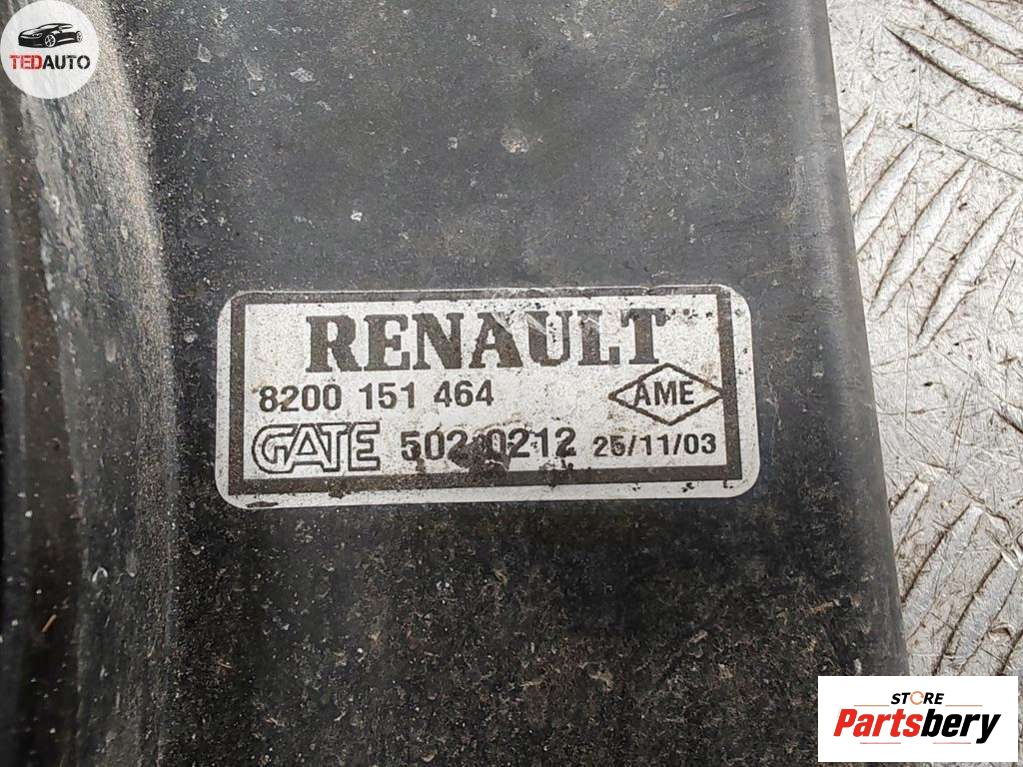 TEDAUTO
RENAULT
8200 151 464
AME
GATE 502 0212 25/11/03
STORE
Partsbery